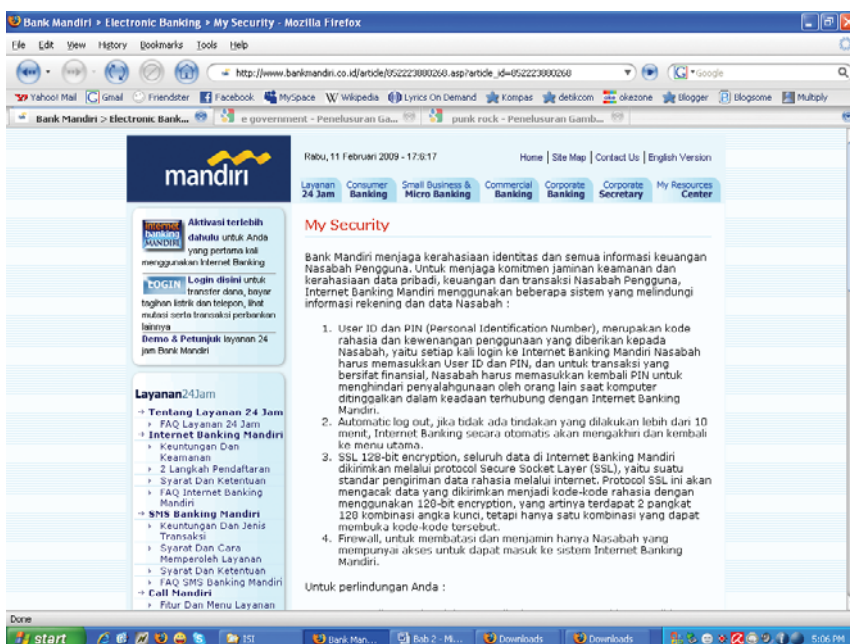 Bank Mandiri > Electronic Banking > My Security - Mozilla Firefox
File Edit View History Bookmarks Tools Help
http://www.bankmandiri.co.id/article/852223880268.asp?article_id=852223880268
Google
Yahoo! Mail Gmail Friendster Facebook MySpace Wikipedia Lyrics On Demand Kompas detikcom okezone Blogger Blogsome Multiply
Bank Mandiri > Electronic Bank... e government - Penelusuran Ga... punk rock - Penelusuran Gamb...
mandiri
Rabu, 11 Februari 2009 - 17:6:17 Home | Site Map | Contact Us | English Version
Layanan 24 Jam
Consumer Banking
Small Business & Micro Banking
Commercial Banking
Corporate Banking
Corporate Secretary
My Resources Center
internet banking MANDIRI
Aktivasi terlebih
dahulu untuk Anda
yang pertama kali
menggunakan Internet Banking
LOGIN
Login disini untuk
transfer dana, bayar
tagihan listrik dan telepon, lihat
mutasi serta transaksi perbankan
lainnya
Demo & Petunjuk layanan 24
jam Bank Mandiri
Layanan24Jam
Tentang Layanan 24 Jam
FAQ Layanan 24 Jam
Internet Banking Mandiri
Keuntungan Dan
Keamanan
2 Langkah Pendaftaran
Syarat Dan Ketentuan
FAQ Internet Banking
Mandiri
SMS Banking Mandiri
Keuntungan Dan Jenis
Transaksi
Syarat Dan Cara
Memperoleh Layanan
Syarat Dan Ketentuan
FAQ SMS Banking Mandiri
Call Mandiri
Fitur Dan Menu Layanan
My Security
Bank Mandiri menjaga kerahasiaan identitas dan semua informasi keuangan
Nasabah Pengguna. Untuk menjaga komitmen jaminan keamanan dan
kerahasiaan data pribadi, keuangan dan transaksi Nasabah Pengguna,
Internet Banking Mandiri menggunakan beberapa sistem yang melindungi
informasi rekening dan data Nasabah :
1. User ID dan PIN (Personal Identification Number), merupakan kode
rahasia dan kewenangan penggunaan yang diberikan kepada
Nasabah, yaitu setiap kali login ke Internet Banking Mandiri Nasabah
harus memasukkan User ID dan PIN, dan untuk transaksi yang
bersifat finansial, Nasabah harus memasukkan kembali PIN untuk
menghindari penyalahgunaan oleh orang lain saat komputer
ditinggalkan dalam keadaan terhubung dengan Internet Banking
Mandiri.
2. Automatic log out, jika tidak ada tindakan yang dilakukan lebih dari 10
menit, Internet Banking secara otomatis akan mengakhiri dan kembali
ke menu utama.
3. SSL 128-bit encryption, seluruh data di Internet Banking Mandiri
dikirimkan melalui protocol Secure Socket Layer (SSL), yaitu suatu
standar pengiriman data rahasia melalui internet. Protocol SSL ini akan
mengacak data yang dikirimkan menjadi kode-kode rahasia dengan
menggunakan 128-bit encryption, yang artinya terdapat 2 pangkat
128 kombinasi angka kunci, tetapi hanya satu kombinasi yang dapat
membuka kode-kode tersebut.
4. Firewall, untuk membatasi dan menjamin hanya Nasabah yang
mempunyai akses untuk dapat masuk ke sistem Internet Banking
Mandiri.
Untuk perlindungan Anda :
Done
start ISI Bank Man... Bab 2 - Mi... Downloads Downloads 5:06 PM